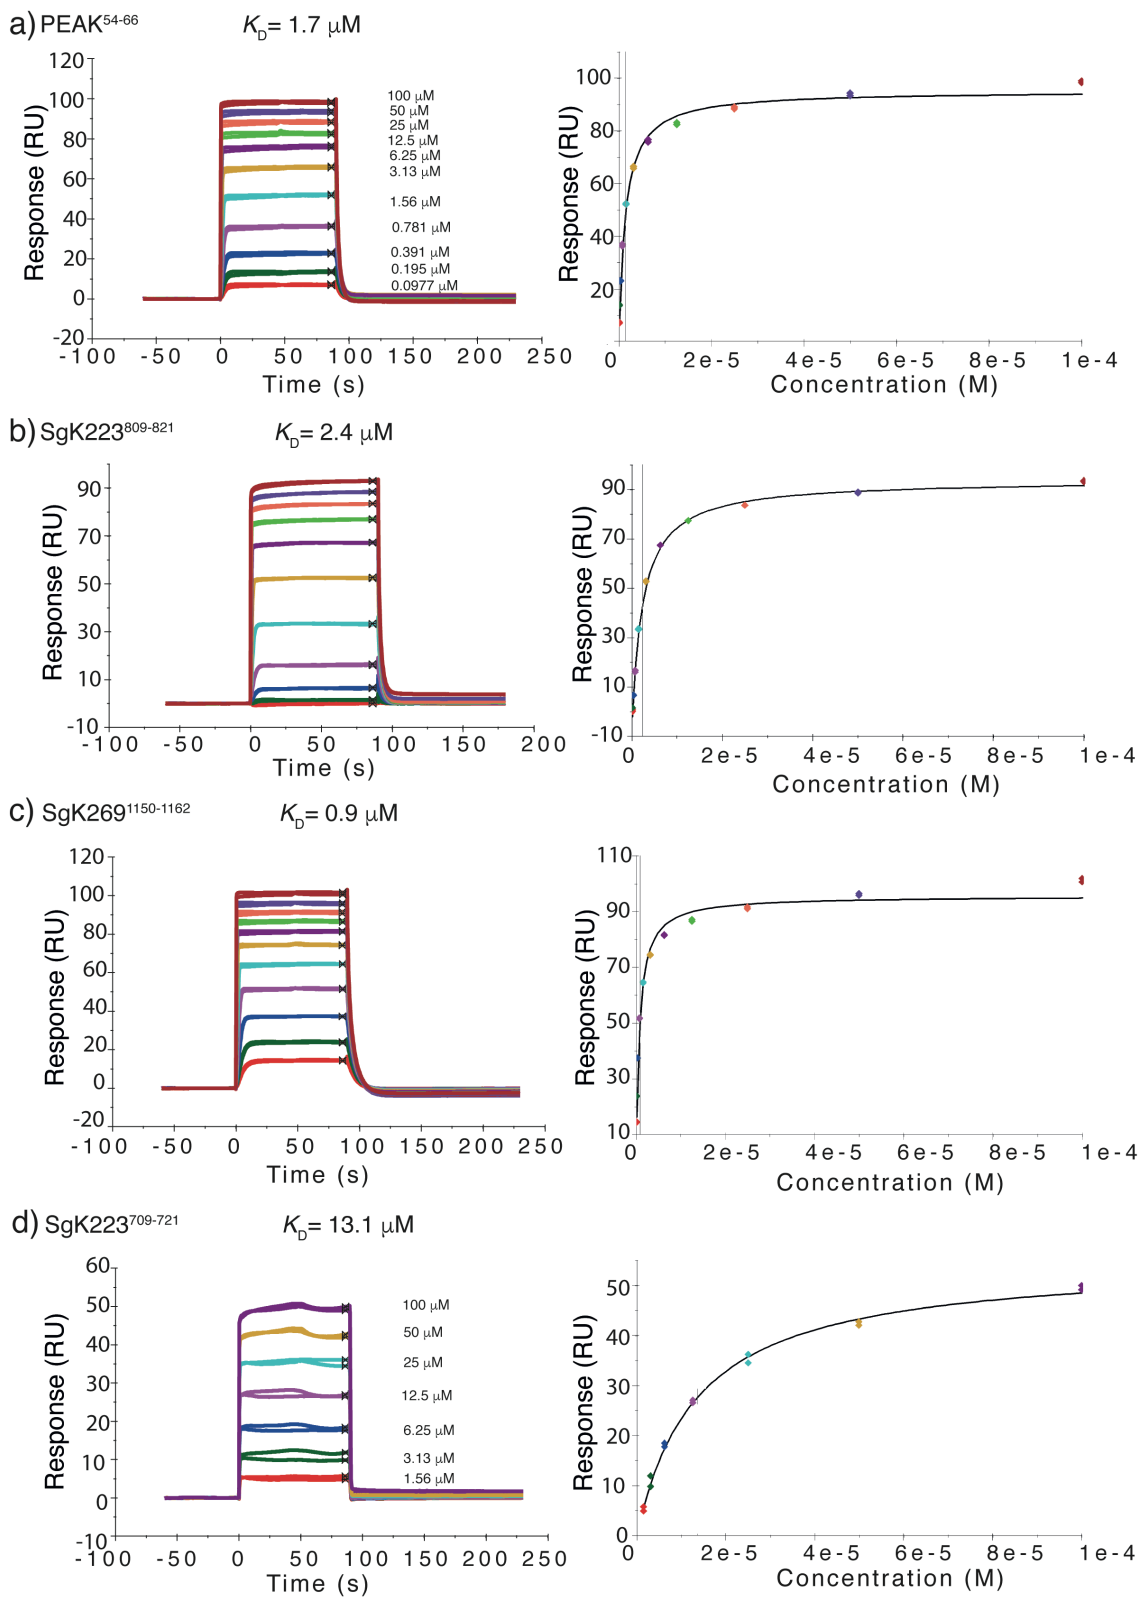 a) PEAK54-66 KD= 1.7 μM
120
100
80
60
40
20
0
-20
Response (RU)
-100 -50 0 50 100 150 200 250
Time (s)
100 μM
50 μM
25 μM
12.5 μM
6.25 μM
3.13 μM
1.56 μM
0.781 μM
0.391 μM
0.195 μM
0.0977 μM
100
80
60
40
20
Response (RU)
0 2e-5 4e-5 6e-5 8e-5 1e-4
Concentration (M)
b) SgK223809-821 KD= 2.4 μM
90
70
50
30
10
-10
Response (RU)
-100 -50 0 50 100 150 200
Time (s)
90
70
50
30
10
-10
Response (RU)
0 2e-5 4e-5 6e-5 8e-5 1e-4
Concentration (M)
c) SgK2691150-1162 KD= 0.9 μM
120
100
80
60
40
20
0
-20
Response (RU)
-100 -50 0 50 100 150 200 250
Time (s)
110
90
70
50
30
10
Response (RU)
0 2e-5 4e-5 6e-5 8e-5 1e-4
Concentration (M)
d) SgK223709-721 KD= 13.1 μM
60
50
40
30
20
10
0
-10
Response (RU)
-100 -50 0 50 100 150 200 250
Time (s)
100 μM
50 μM
25 μM
12.5 μM
6.25 μM
3.13 μM
1.56 μM
50
40
30
20
10
0
Response (RU)
0 2e-5 4e-5 6e-5 8e-5 1e-4
Concentration (M)